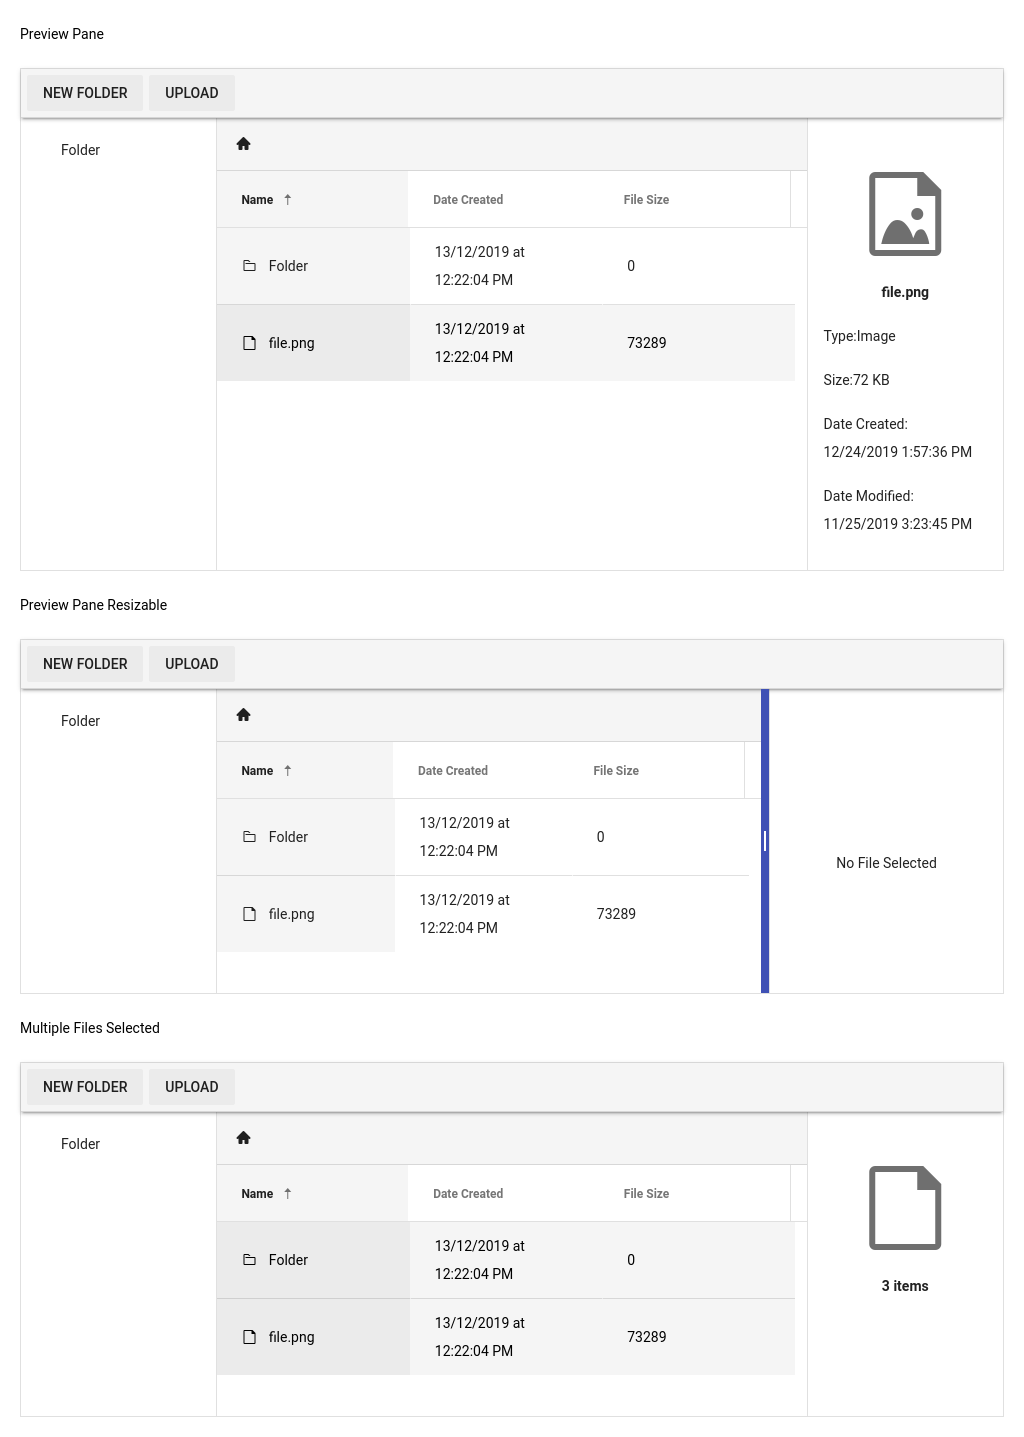 Preview Pane
NEW FOLDER UPLOAD
Folder
Name Date Created File Size
Folder 13/12/2019 at 12:22:04 PM 0
file.png 13/12/2019 at 12:22:04 PM 73289
file.png
Type:Image
Size:72 KB
Date Created:
12/24/2019 1:57:36 PM
Date Modified:
11/25/2019 3:23:45 PM
Preview Pane Resizable
NEW FOLDER UPLOAD
Folder
Name Date Created File Size
Folder 13/12/2019 at 12:22:04 PM 0
file.png 13/12/2019 at 12:22:04 PM 73289
No File Selected
Multiple Files Selected
NEW FOLDER UPLOAD
Folder
Name Date Created File Size
Folder 13/12/2019 at 12:22:04 PM 0
file.png 13/12/2019 at 12:22:04 PM 73289
3 items